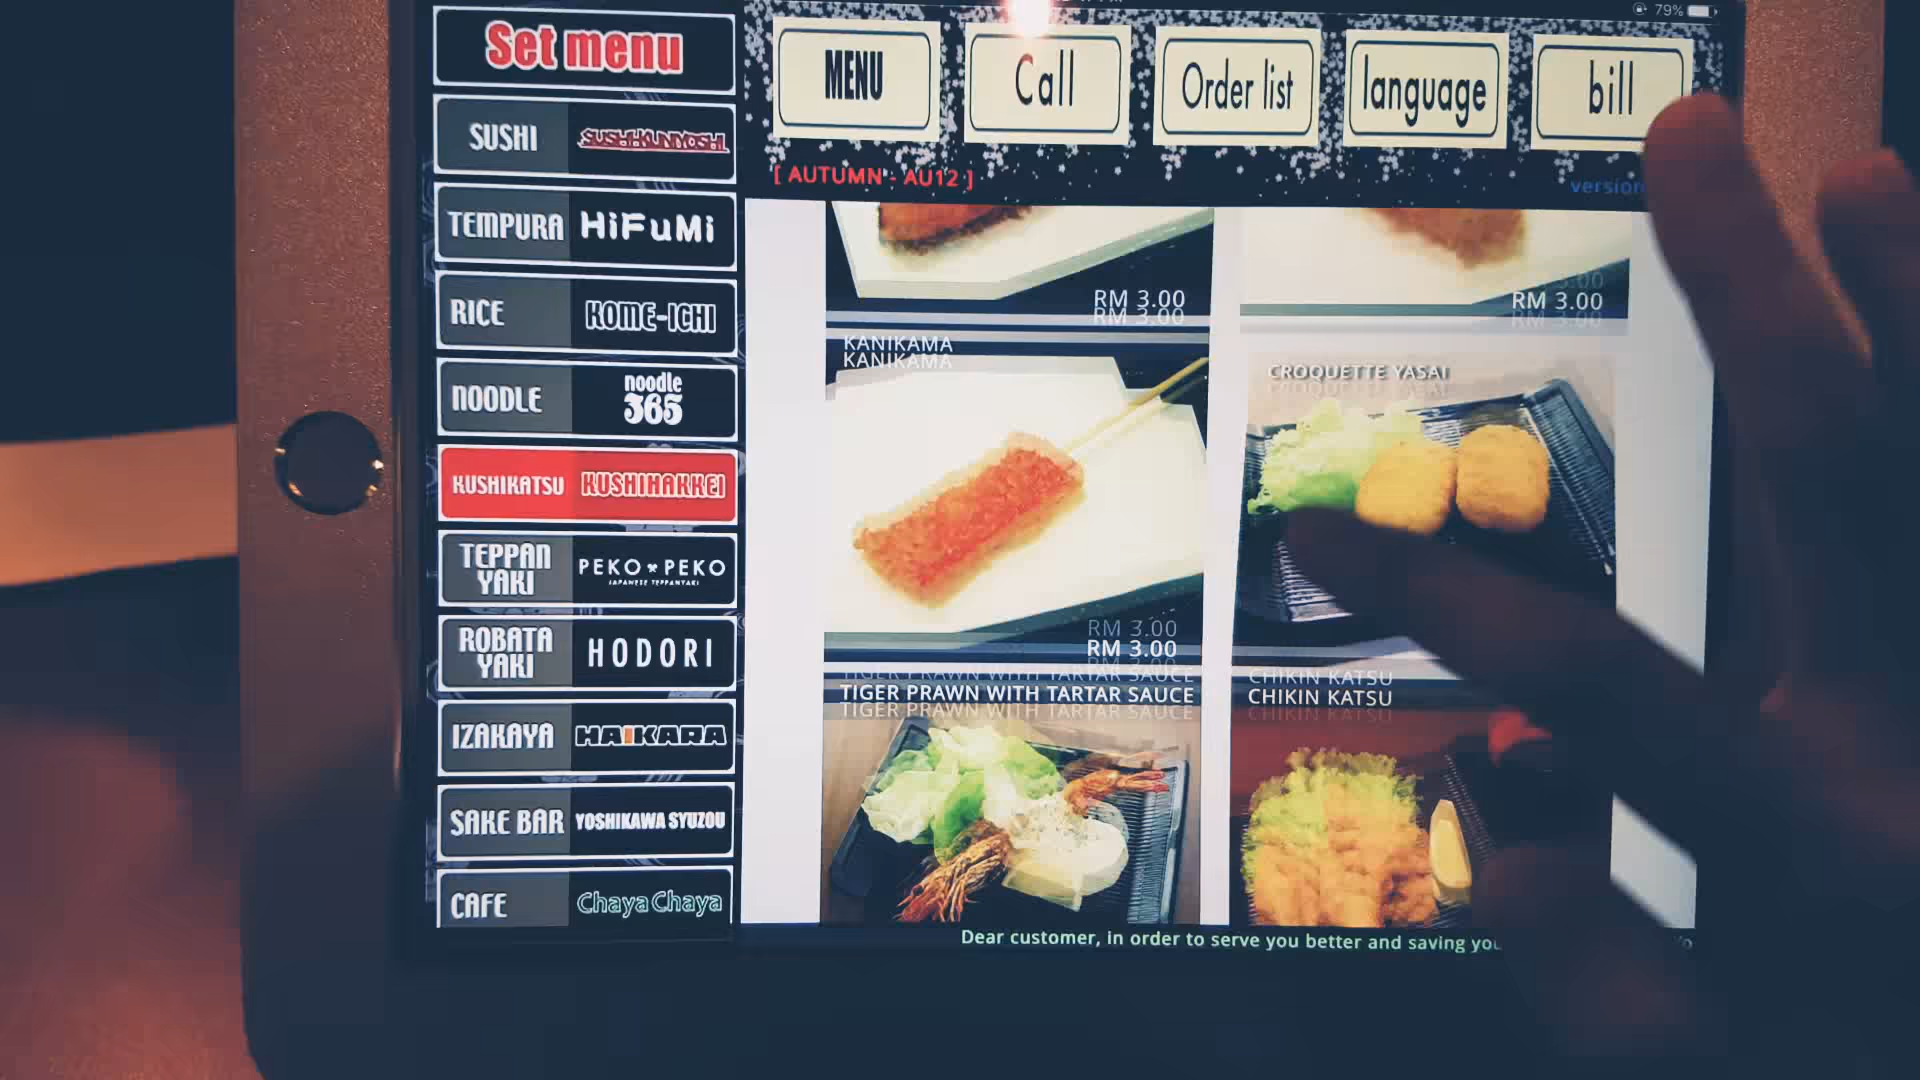 79%
Set menu
MENU
Call
Order list
language
bill
[ AUTUMN - AU12 ]
version
SUSHI SUSHIKUNIYOSHI
TEMPURA HiFuMi
RICE KOME-ICHI
NOODLE noodle 365
KUSHIKATSU KUSHIHAKKEI
TEPPAN YAKI PEKO PEKO
JAPANESE TEPPANYAKI
ROBATA YAKI HODORI
IZAKAYA HAIKARA
SAKE BAR YOSHIKAWA SYUZOU
CAFE Chaya Chaya
RM 3.00
RM 3.00
KANIKAMA
CROQUETTE YASAI
RM 3.00
TIGER PRAWN WITH TARTAR SAUCE
CHIKIN KATSU
Dear customer, in order to serve you better and saving you